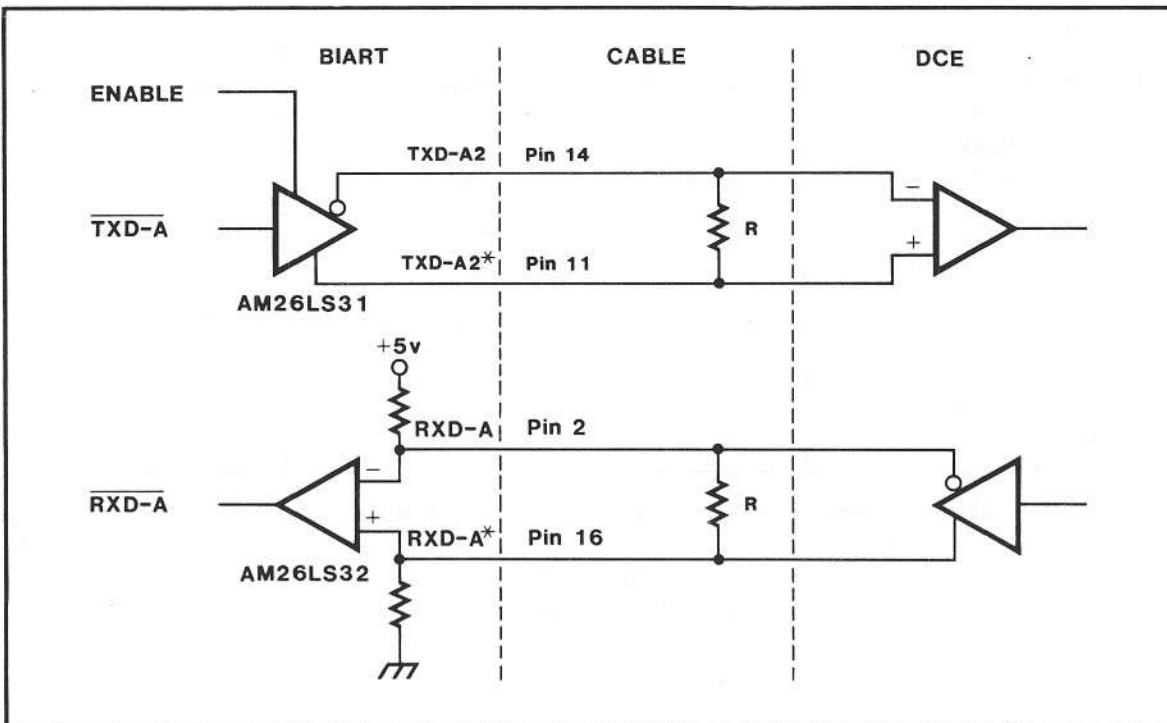 BIART CABLE DCE
ENABLE
TXD-A2 Pin 14
−
TXD-A
R
+
TXD-A2* Pin 11
AM26LS31
+5v
RXD-A Pin 2
−
RXD-A
R
+
RXD-A* Pin 16
AM26LS32